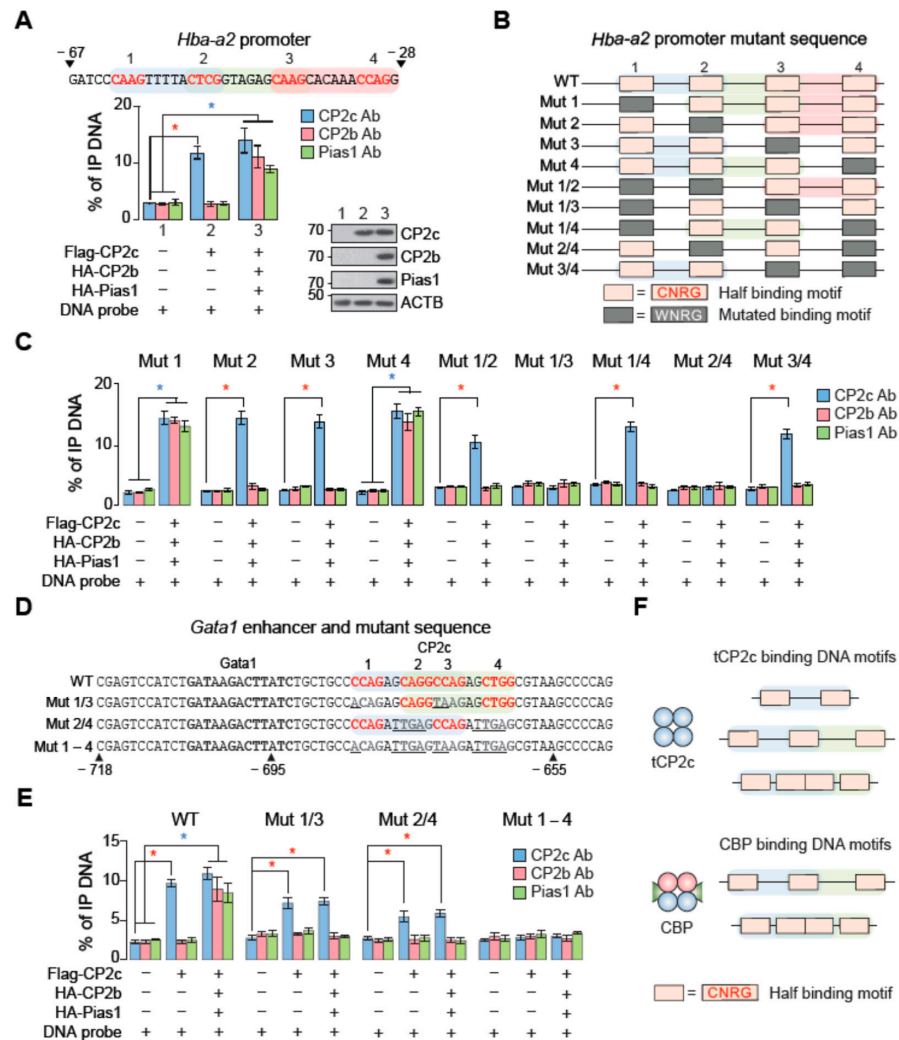 A
Hba-a2 promoter
– 67
– 28
1 2 3 4
GATCCCAAGTTTTACTCGGTAGAGCAAGCACAAACCAGG
20
10
0
% of IP DNA
*
*
CP2c Ab
CP2b Ab
Pias1 Ab
1 2 3
Flag-CP2c – + +
HA-CP2b – – +
HA-Pias1 – – +
DNA probe + + +
1 2 3
70 CP2c
70 CP2b
70 Pias1
50 ACTB
B
Hba-a2 promoter mutant sequence
1 2 3 4
WT
Mut 1
Mut 2
Mut 3
Mut 4
Mut 1/2
Mut 1/3
Mut 1/4
Mut 2/4
Mut 3/4
= CNRG Half binding motif
= WNRG Mutated binding motif
C
Mut 1 Mut 2 Mut 3 Mut 4 Mut 1/2 Mut 1/3 Mut 1/4 Mut 2/4 Mut 3/4
20
10
0
% of IP DNA
* * * * * * *
CP2c Ab
CP2b Ab
Pias1 Ab
Flag-CP2c – + – + – + – + – + – + – + – + – +
HA-CP2b – + – + – + – + – + – + – + – + – +
HA-Pias1 – + – + – + – + – + – + – + – + – +
DNA probe + + + + + + + + + + + + + + + + + +
D
Gata1 enhancer and mutant sequence
Gata1 CP2c
1 2 3 4
WT CGAGTCCATCTGATAAGACTTATCTGCTGCCCCAGAGCAGGCCAGAGCTGGCGTAAGCCCCAG
Mut 1/3 CGAGTCCATCTGATAAGACTTATCTGCTGCCACAGAGCAGGTAAGAGCTGGCGTAAGCCCCAG
Mut 2/4 CGAGTCCATCTGATAAGACTTATCTGCTGCCCCAGATTGAGCCAGATTGAGCGTAAGCCCCAG
Mut 1 – 4 CGAGTCCATCTGATAAGACTTATCTGCTGCCACAGATTGAGTAAGATTGAGCGTAAGCCCCAG
– 718 – 695 – 655
E
WT Mut 1/3 Mut 2/4 Mut 1 – 4
15
10
5
0
% of IP DNA
* * * * * *
CP2c Ab
CP2b Ab
Pias1 Ab
Flag-CP2c – + + – + + – + + – + +
HA-CP2b – – + – – + – – + – – +
HA-Pias1 – – + – – + – – + – – +
DNA probe + + + + + + + + + + + +
F
tCP2c binding DNA motifs
tCP2c
CBP binding DNA motifs
CBP
= CNRG Half binding motif